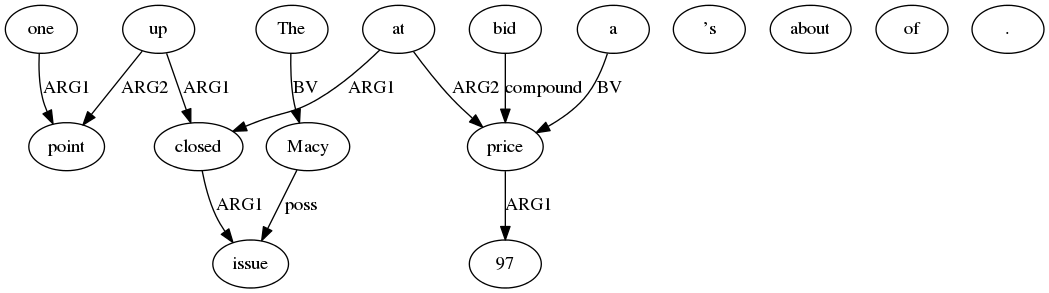 one up The at bid a ’s about of .
ARG1 ARG2 ARG1 BV ARG1 ARG2 compound BV
point closed Macy price
ARG1 poss ARG1
issue 97